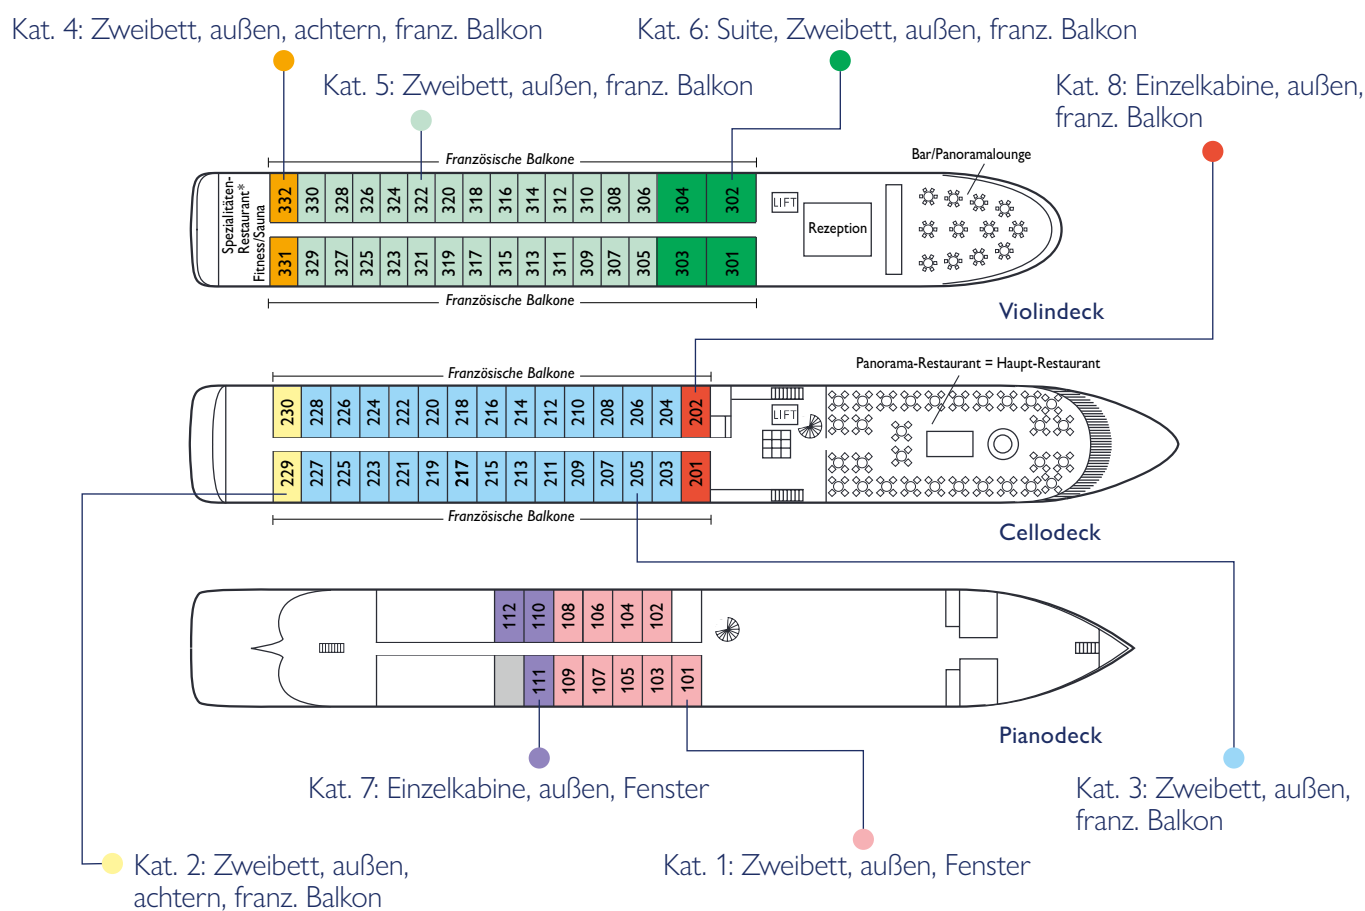 Kat. 4: Zweibett, außen, achtern, franz. Balkon
Kat. 6: Suite, Zweibett, außen, franz. Balkon
Kat. 5: Zweibett, außen, franz. Balkon
Kat. 8: Einzelkabine, außen,
franz. Balkon
Französische Balkone
Bar/Panoramalounge
Spezialitäten-
Restaurant*
Fitness/Sauna
332 330 328 326 324 322 320 318 316 314 312 310 308 306 304 302
LIFT
Rezeption
331 329 327 325 323 321 319 317 315 313 311 309 307 305 303 301
Französische Balkone
Violindeck
Französische Balkone
Panorama-Restaurant = Haupt-Restaurant
230 228 226 224 222 220 218 216 214 212 210 208 206 204 202
LIFT
229 227 225 223 221 219 217 215 213 211 209 207 205 203 201
Französische Balkone
Cellodeck
112 110 108 106 104 102
111 109 107 105 103 101
Pianodeck
Kat. 7: Einzelkabine, außen, Fenster
Kat. 3: Zweibett, außen,
franz. Balkon
Kat. 2: Zweibett, außen,
achtern, franz. Balkon
Kat. 1: Zweibett, außen, Fenster